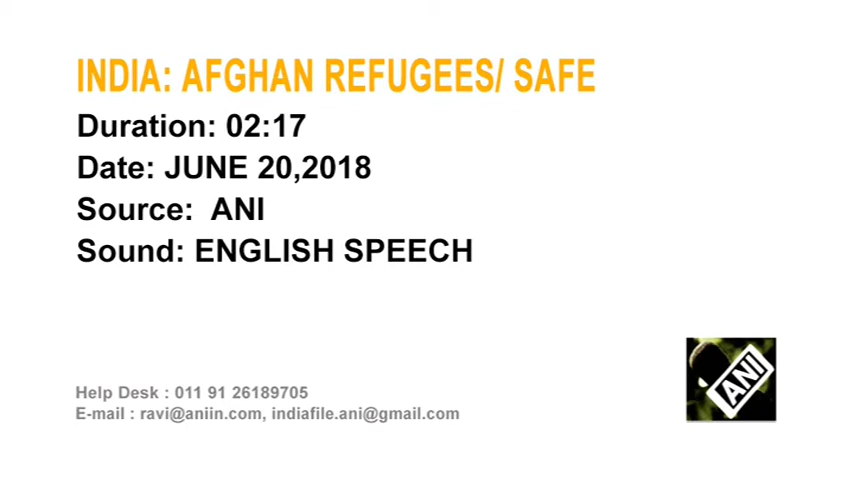 INDIA: AFGHAN REFUGEES/ SAFE
Duration: 02:17
Date: JUNE 20,2018
Source: ANI
Sound: ENGLISH SPEECH
Help Desk : 011 91 26189705
E-mail : ravi@aniin.com, indiafile.ani@gmail.com
ANI